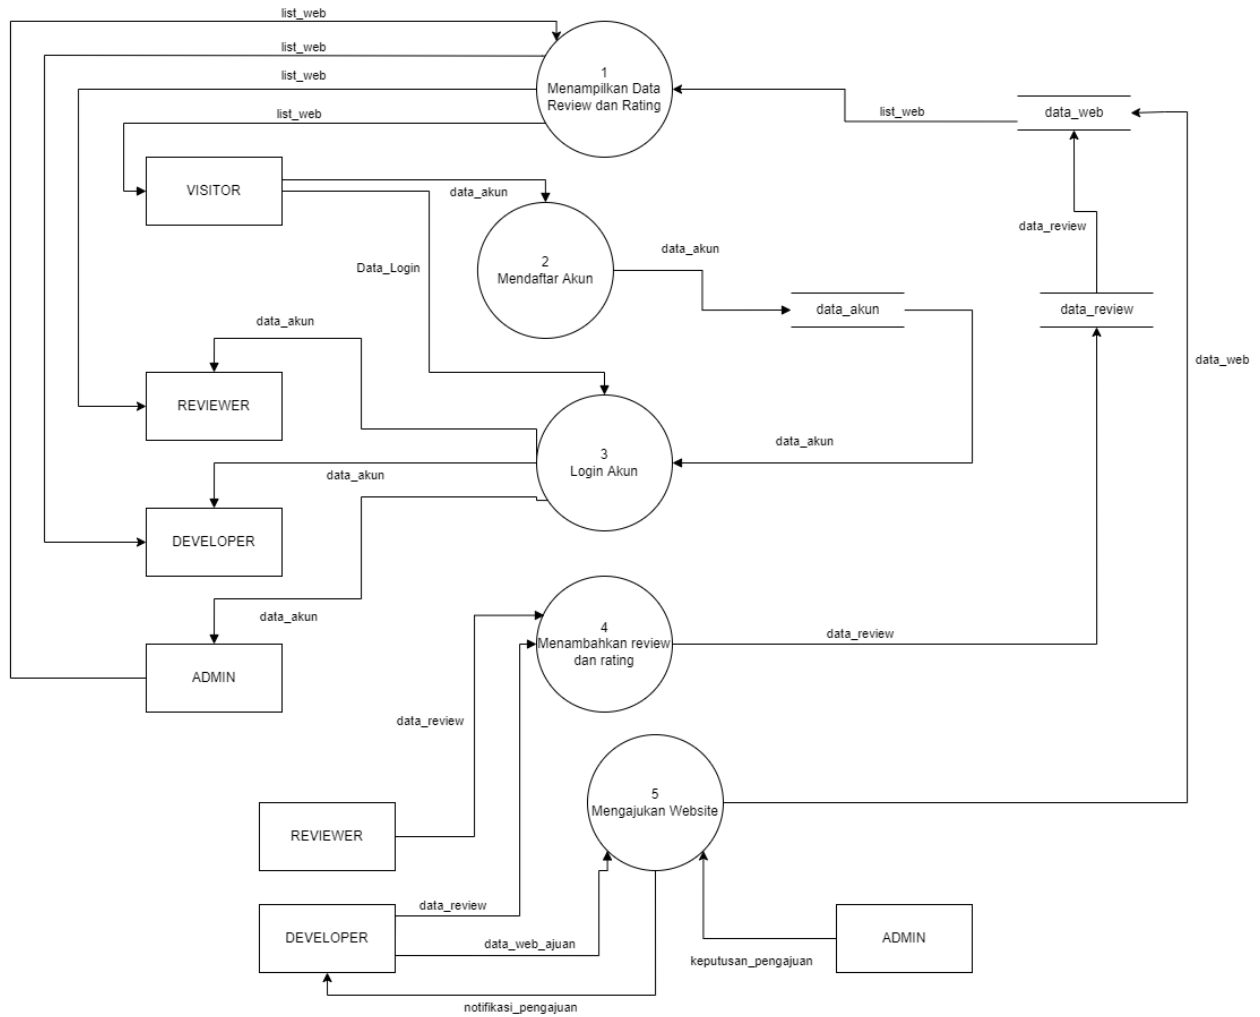 list_web
list_web
list_web
list_web
1
Menampilkan Data
Review dan Rating
list_web
data_web
VISITOR
data_akun
Data_Login
2
Mendaftar Akun
data_akun
data_akun
data_review
data_review
data_web
data_akun
REVIEWER
3
Login Akun
data_akun
data_akun
DEVELOPER
data_akun
ADMIN
4
Menambahkan review
dan rating
data_review
data_review
5
Mengajukan Website
REVIEWER
data_review
DEVELOPER
data_web_ajuan
ADMIN
keputusan_pengajuan
notifikasi_pengajuan